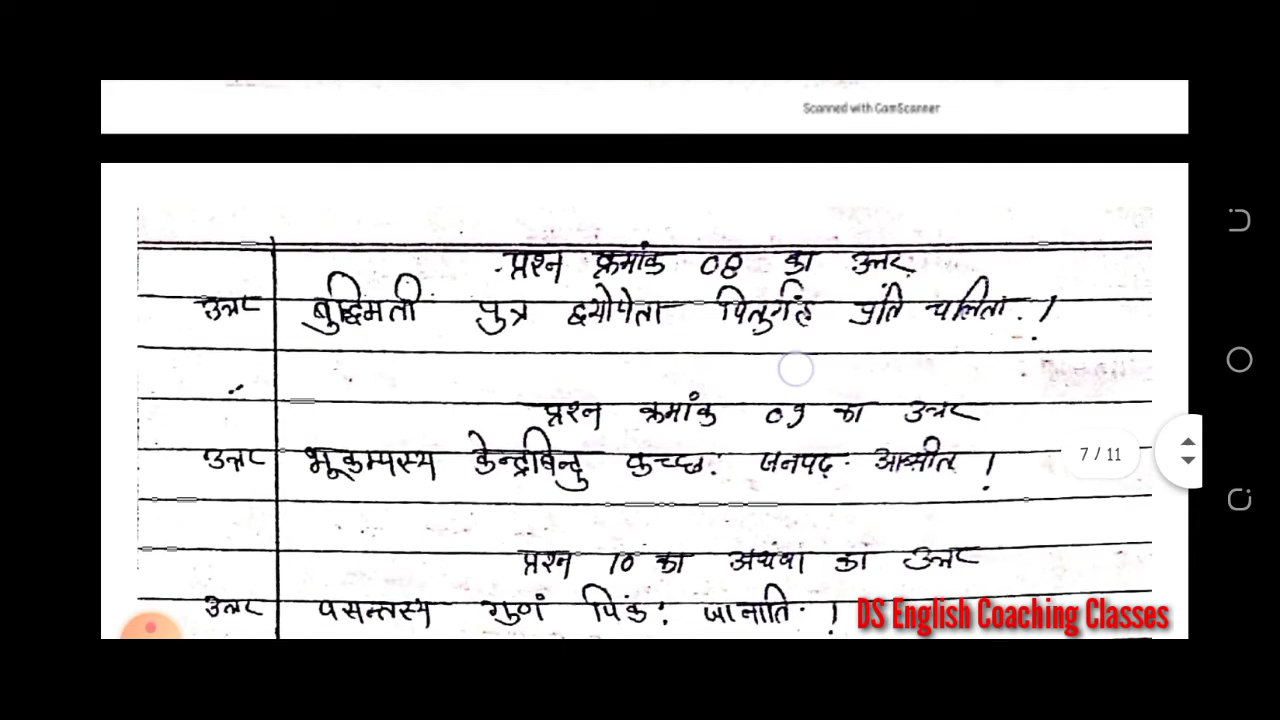 Scanned with CamScanner
प्रश्न क्रमांक 08 का उत्तर
उत्तर बुद्धिमती पुत्र द्वयोपेता पितुर्गृहं प्रति चलिता।
प्रश्न क्रमांक 09 का उत्तर
उत्तर भूकम्पस्य केन्द्रबिन्दु कच्छः जनपद आसीत।
7 / 11
प्रश्न 10 का अथवा का उत्तर
उत्तर वसन्तस्य गुणं पिकः जानाति।
DS English Coaching Classes